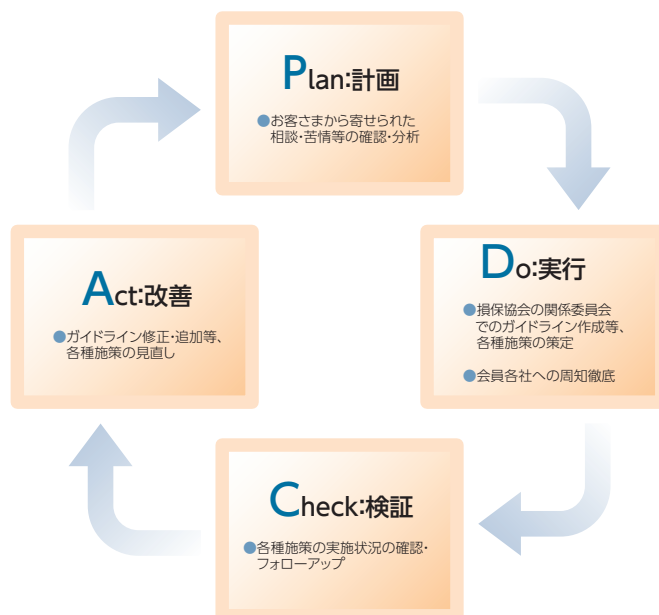 Plan:計画
●お客さまから寄せられた
相談・苦情等の確認・分析
Do:実行
●損保協会の関係委員会
でのガイドライン作成等、
各種施策の策定
●会員各社への周知徹底
Check:検証
●各種施策の実施状況の確認・
フォローアップ
Act:改善
●ガイドライン修正・追加等、
各種施策の見直し